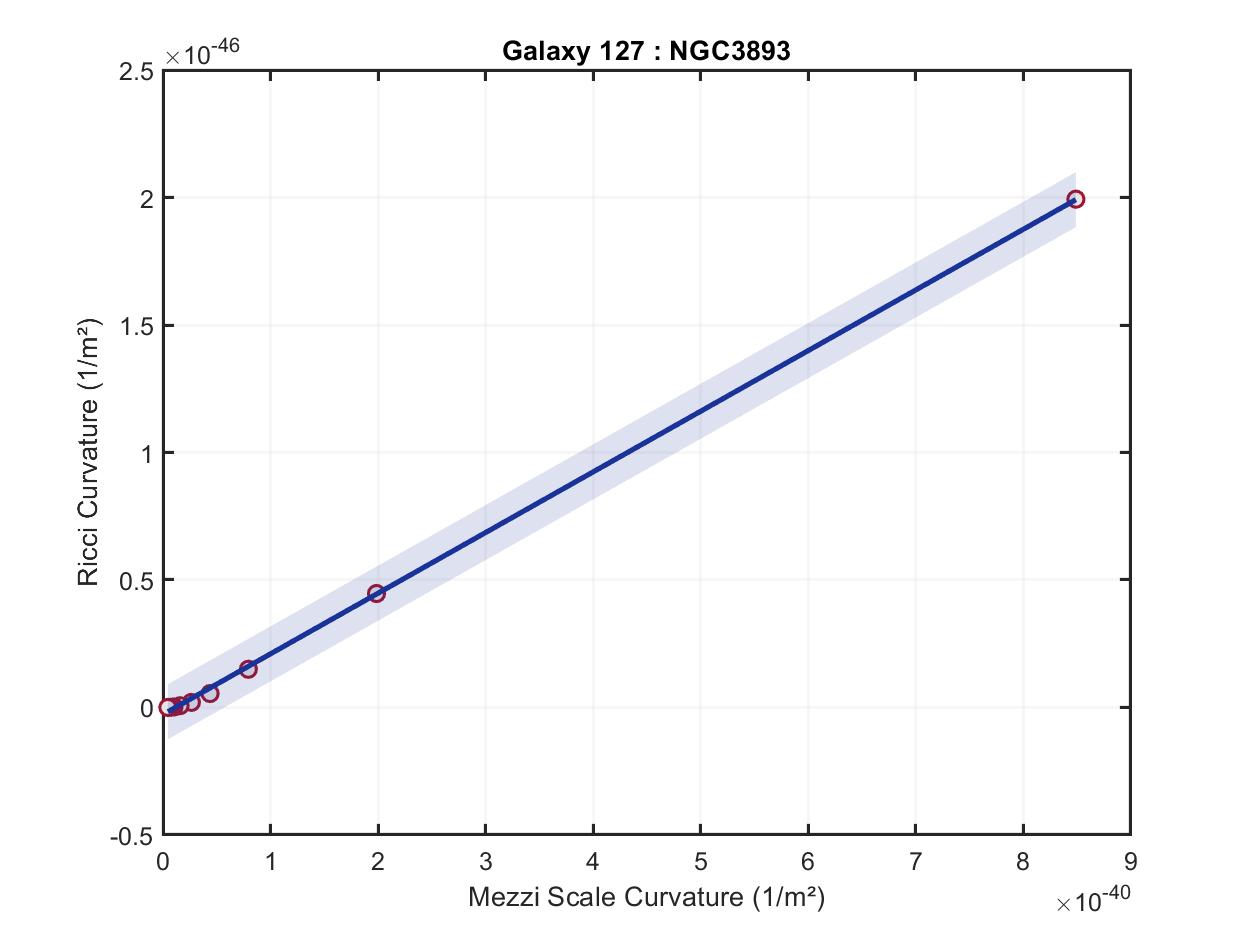 Galaxy 127 : NGC3893
×10-46
2.5
2
1.5
1
0.5
0
-0.5
Ricci Curvature (1/m²)
0 1 2 3 4 5 6 7 8 9
Mezzi Scale Curvature (1/m²)
×10-40